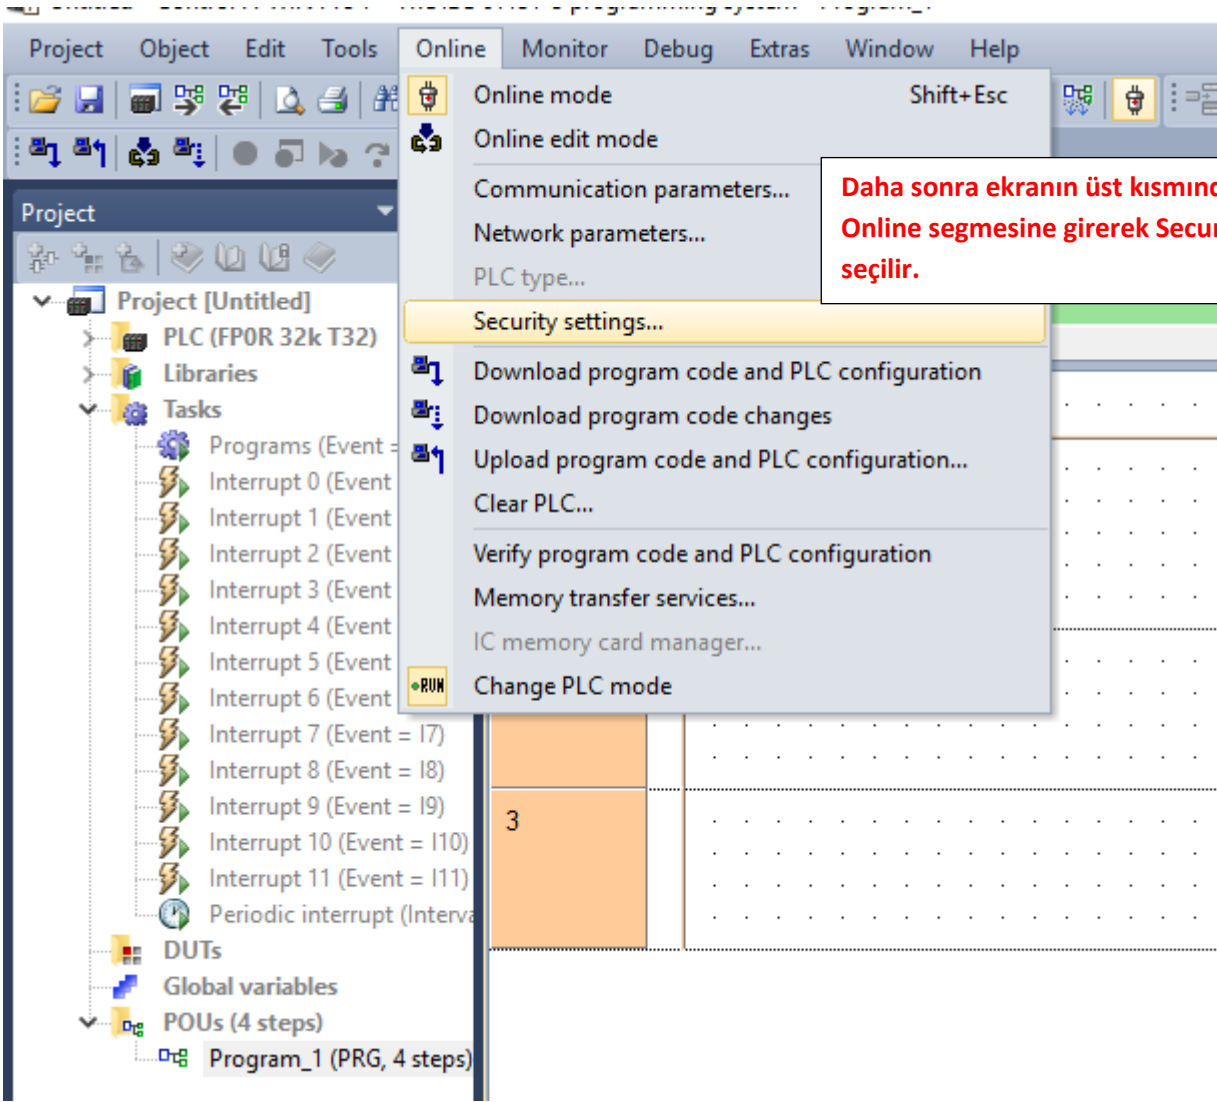 Project Object Edit Tools Online Monitor Debug Extras Window Help
Online mode Shift+Esc
Online edit mode
Communication parameters...
Network parameters...
PLC type...
Security settings...
Download program code and PLC configuration
Download program code changes
Upload program code and PLC configuration...
Clear PLC...
Verify program code and PLC configuration
Memory transfer services...
IC memory card manager...
RUN Change PLC mode
Daha sonra ekranın üst
Online segmesine girerek
seçilir.
Project
Project [Untitled]
PLC (FP0R 32k T32)
Libraries
Tasks
Programs (Event =
Interrupt 0 (Event
Interrupt 1 (Event
Interrupt 2 (Event
Interrupt 3 (Event
Interrupt 4 (Event
Interrupt 5 (Event
Interrupt 6 (Event
Interrupt 7 (Event = I7)
Interrupt 8 (Event = I8)
Interrupt 9 (Event = I9)
Interrupt 10 (Event = I10)
Interrupt 11 (Event = I11)
Periodic interrupt
DUTs
Global variables
POUs (4 steps)
Program_1 (PRG, 4 steps)
3